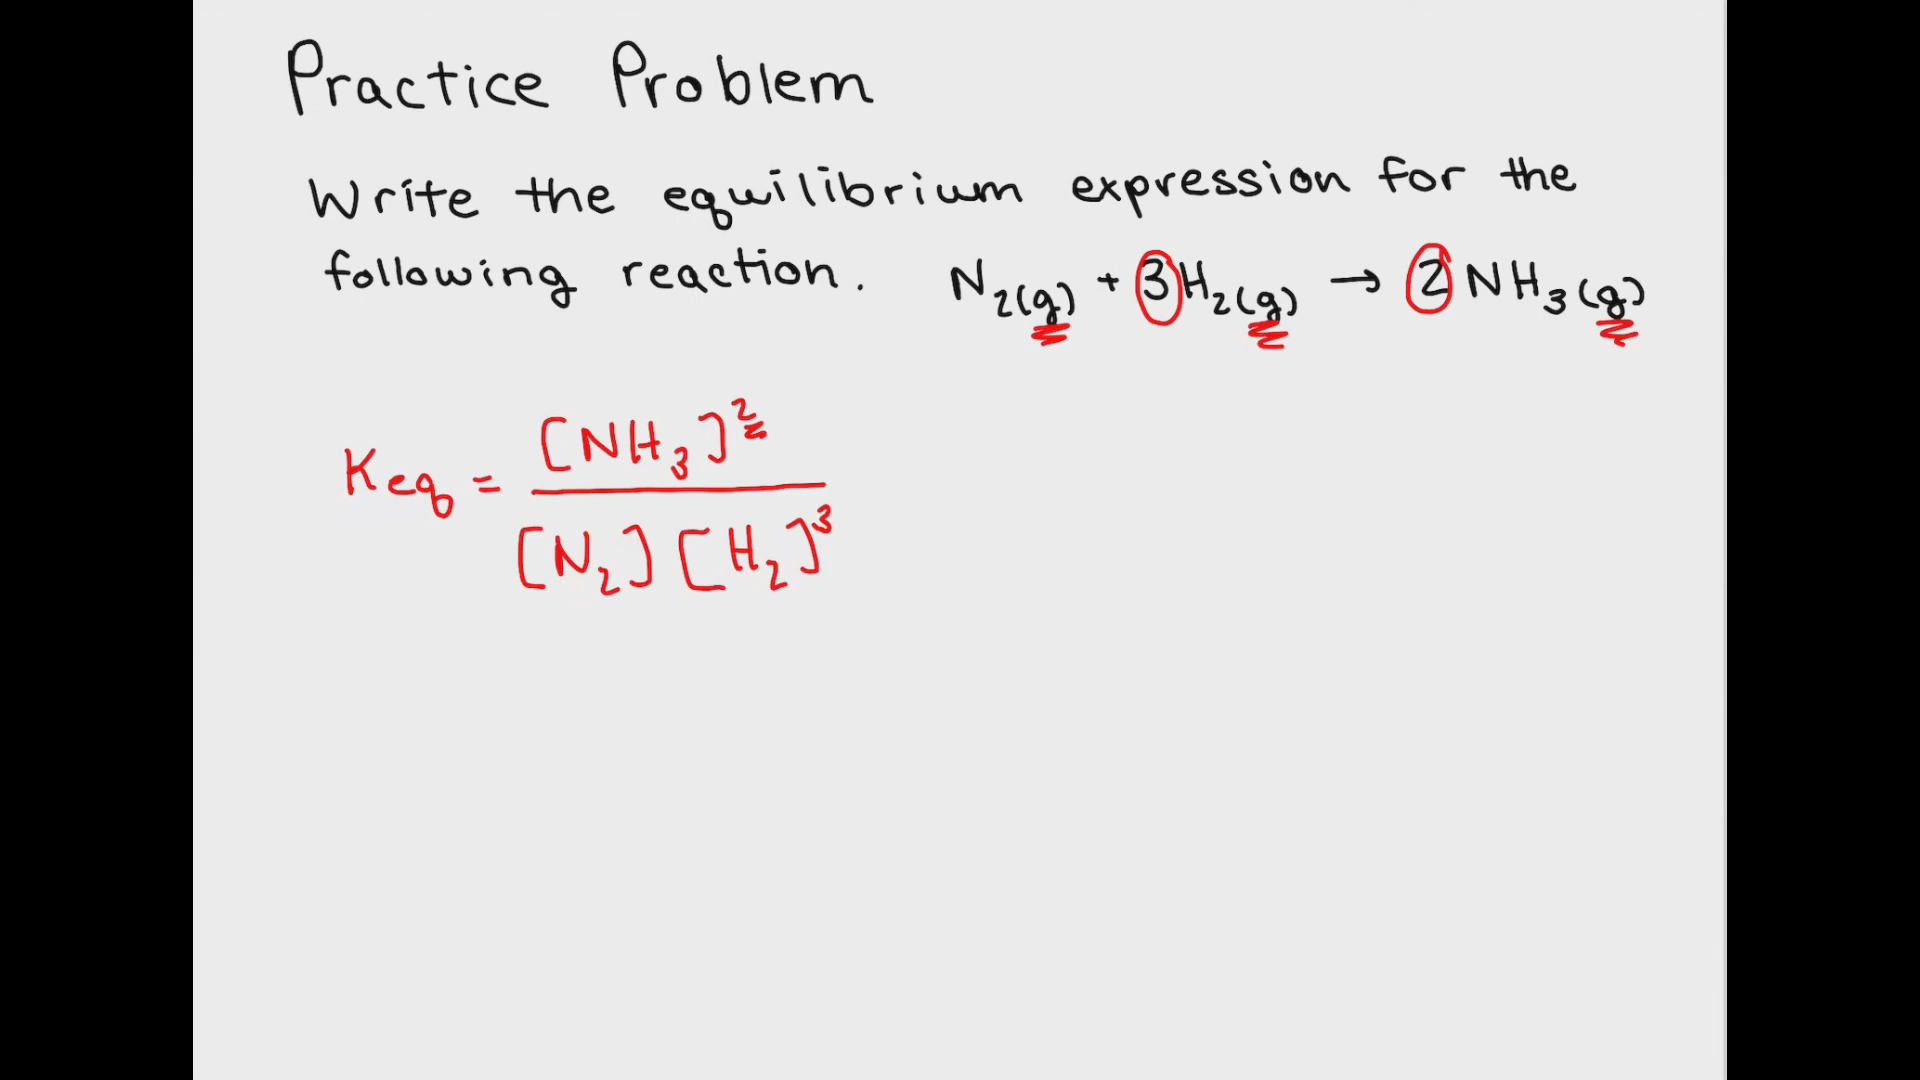 Practice Problem
Write the equilibrium expression for the
following reaction. N₂(g) + 3H₂(g) → 2NH₃(g)
Keq = [NH₃]² / [N₂][H₂]³